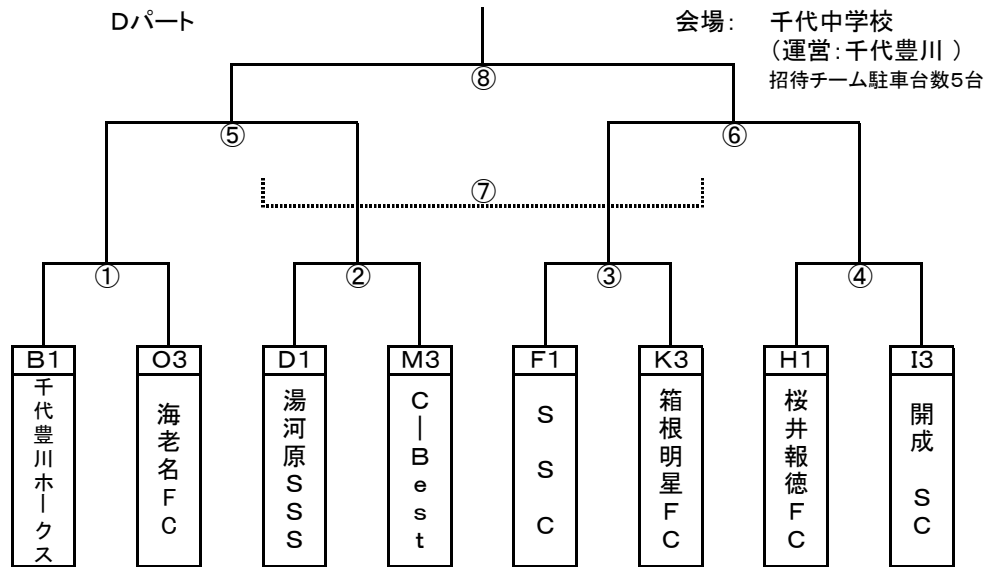 Dパート
会場: 千代中学校
(運営:千代豊川 )
招待チーム駐車台数5台
⑧
⑤
⑥
⑦
①
②
③
④
B1
O3
D1
M3
F1
K3
H1
I3
千代豊川ホークス
海老名FC
湯河原SSS
C-Best
S S C
箱根明星FC
桜井報徳FC
開成 SC